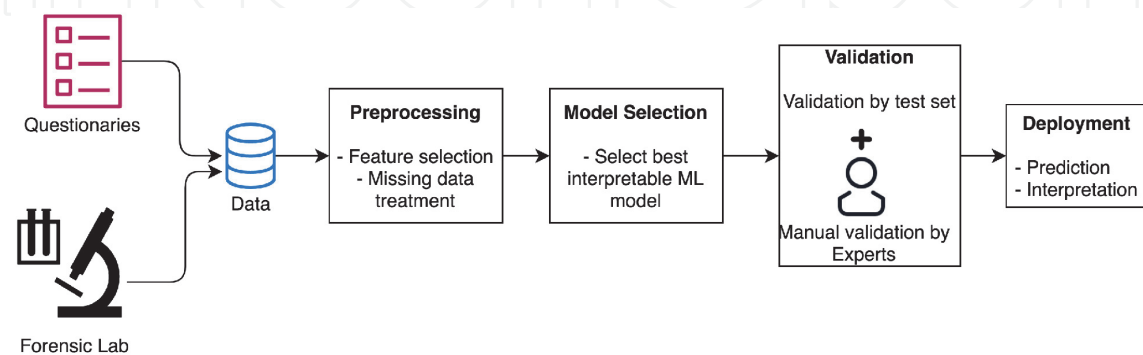 Questionaries
Forensic Lab
Data
Preprocessing
- Feature selection
- Missing data
treatment
Model Selection
- Select best
interpretable ML
model
Validation
Validation by test set
+
Manual validation by
Experts
Deployment
- Prediction
- Interpretation